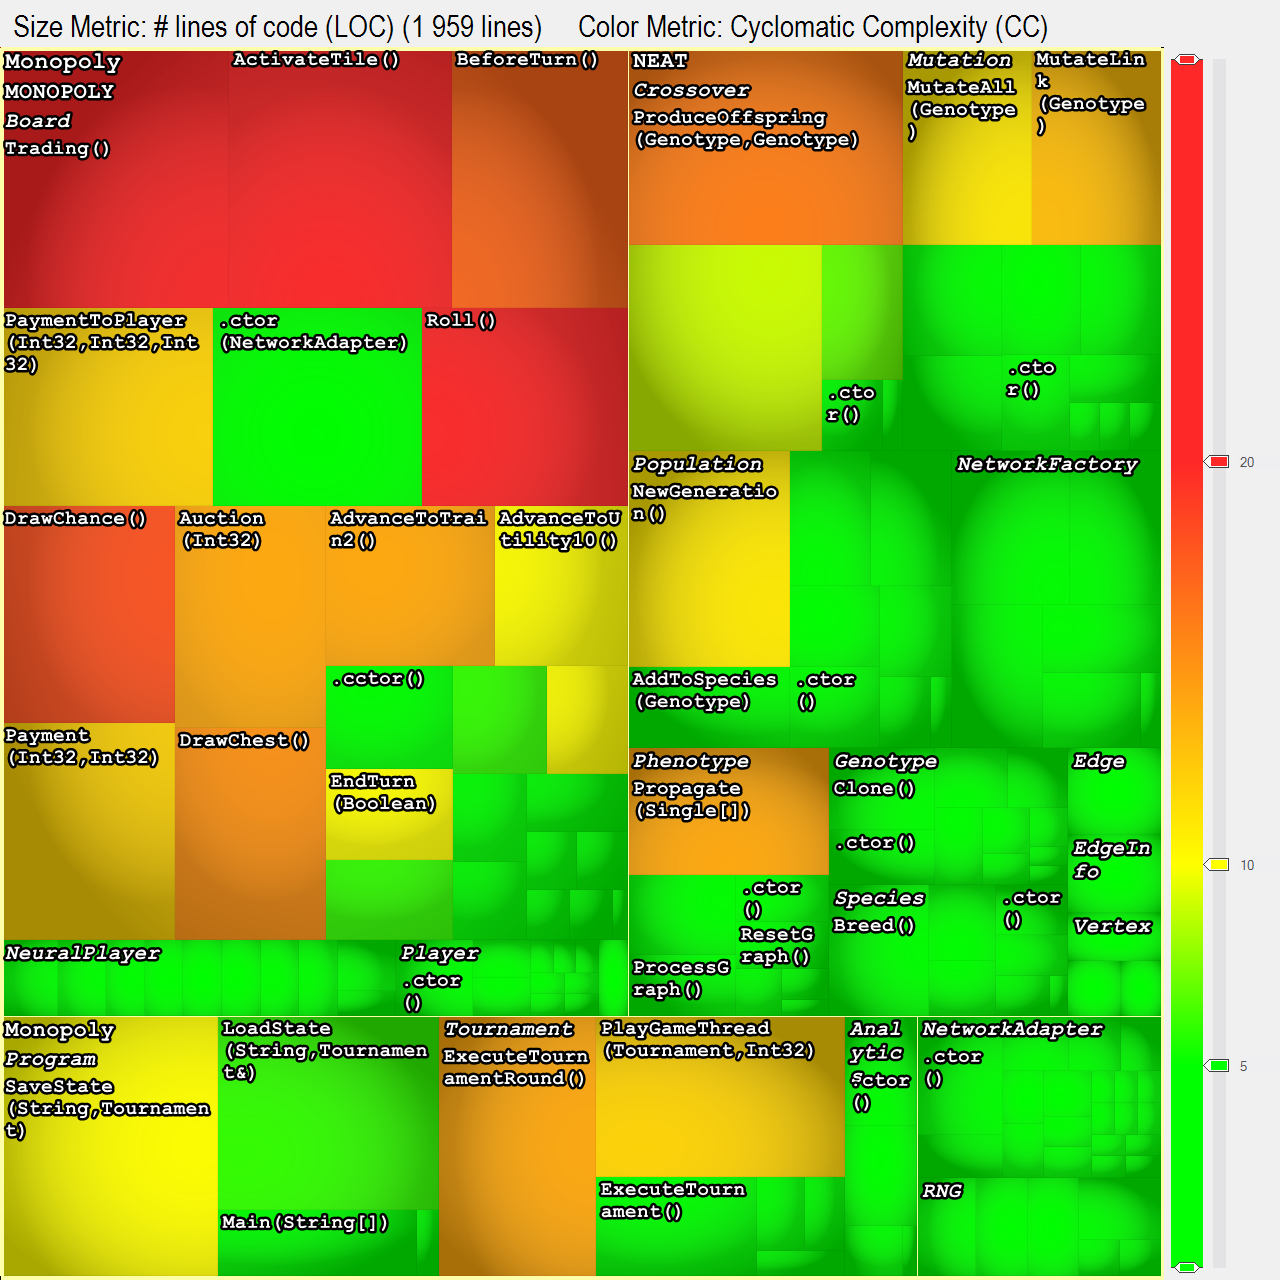 Size Metric: # lines of code (LOC) (1 959 lines)     Color Metric: Cyclomatic Complexity (CC)
Monopoly
MONOPOLY
Board
Trading()
ActivateTile()
BeforeTurn()
PaymentToPlayer
(Int32,Int32,Int
32)
.ctor
(NetworkAdapter)
Roll()
DrawChance()
Auction
(Int32)
AdvanceToTrai
n2()
AdvanceToU
tility10()
.cctor()
Payment
(Int32,Int32)
DrawChest()
EndTurn
(Boolean)
NeuralPlayer
Player
.ctor
()
NEAT
Crossover
ProduceOffspring
(Genotype,Genotype)
Mutation
MutateAll
(Genotype
)
MutateLin
k
(Genotype
)
.cto
r()
.cto
r()
Population
NewGeneratio
n()
NetworkFactory
AddToSpecies
(Genotype)
.ctor
()
Phenotype
Propagate
(Single[])
.ctor
()
ResetG
raph()
ProcessG
raph()
Genotype
Clone()
.ctor()
Species
Breed()
.ctor
()
Edge
EdgeIn
fo
Vertex
Monopoly
Program
SaveState
(String,Tournamen
t)
LoadState
(String,Tournamen
t&)
Main(String[])
Tournament
ExecuteTourn
amentRound()
PlayGameThread
(Tournament,Int32)
ExecuteTourn
ament()
Anal
ytic
s
.ctor
()
NetworkAdapter
.ctor
()
RNG
20
10
5